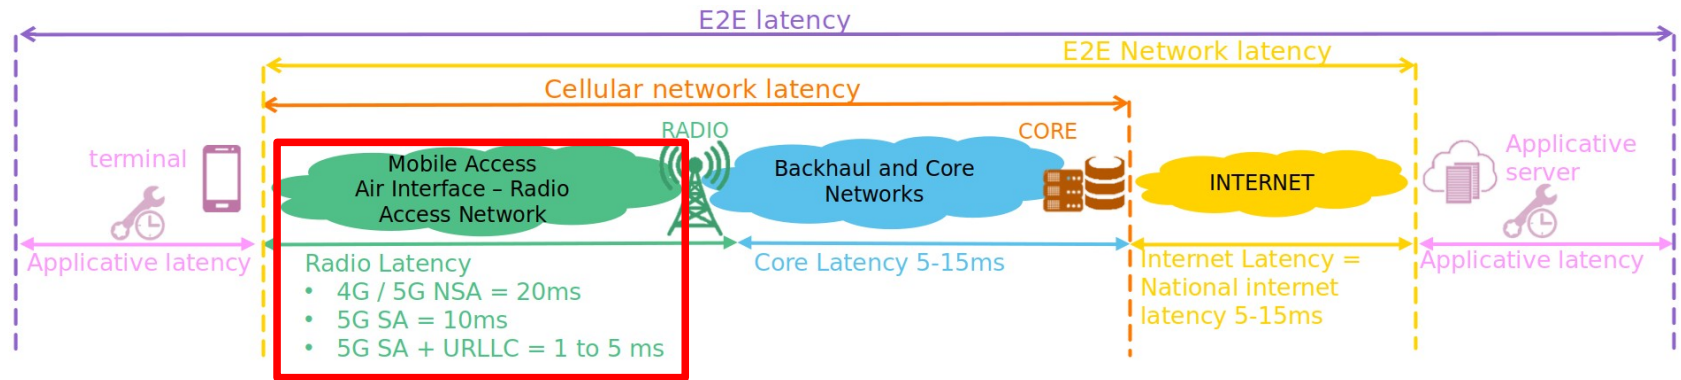 E2E latency
E2E Network latency
Cellular network latency
RADIO
CORE
terminal
Mobile Access
Air Interface – Radio
Access Network
Backhaul and Core
Networks
INTERNET
Applicative
server
Applicative latency
Radio Latency
• 4G / 5G NSA = 20ms
• 5G SA = 10ms
• 5G SA + URLLC = 1 to 5 ms
Core Latency 5-15ms
Internet Latency =
National internet
latency 5-15ms
Applicative latency